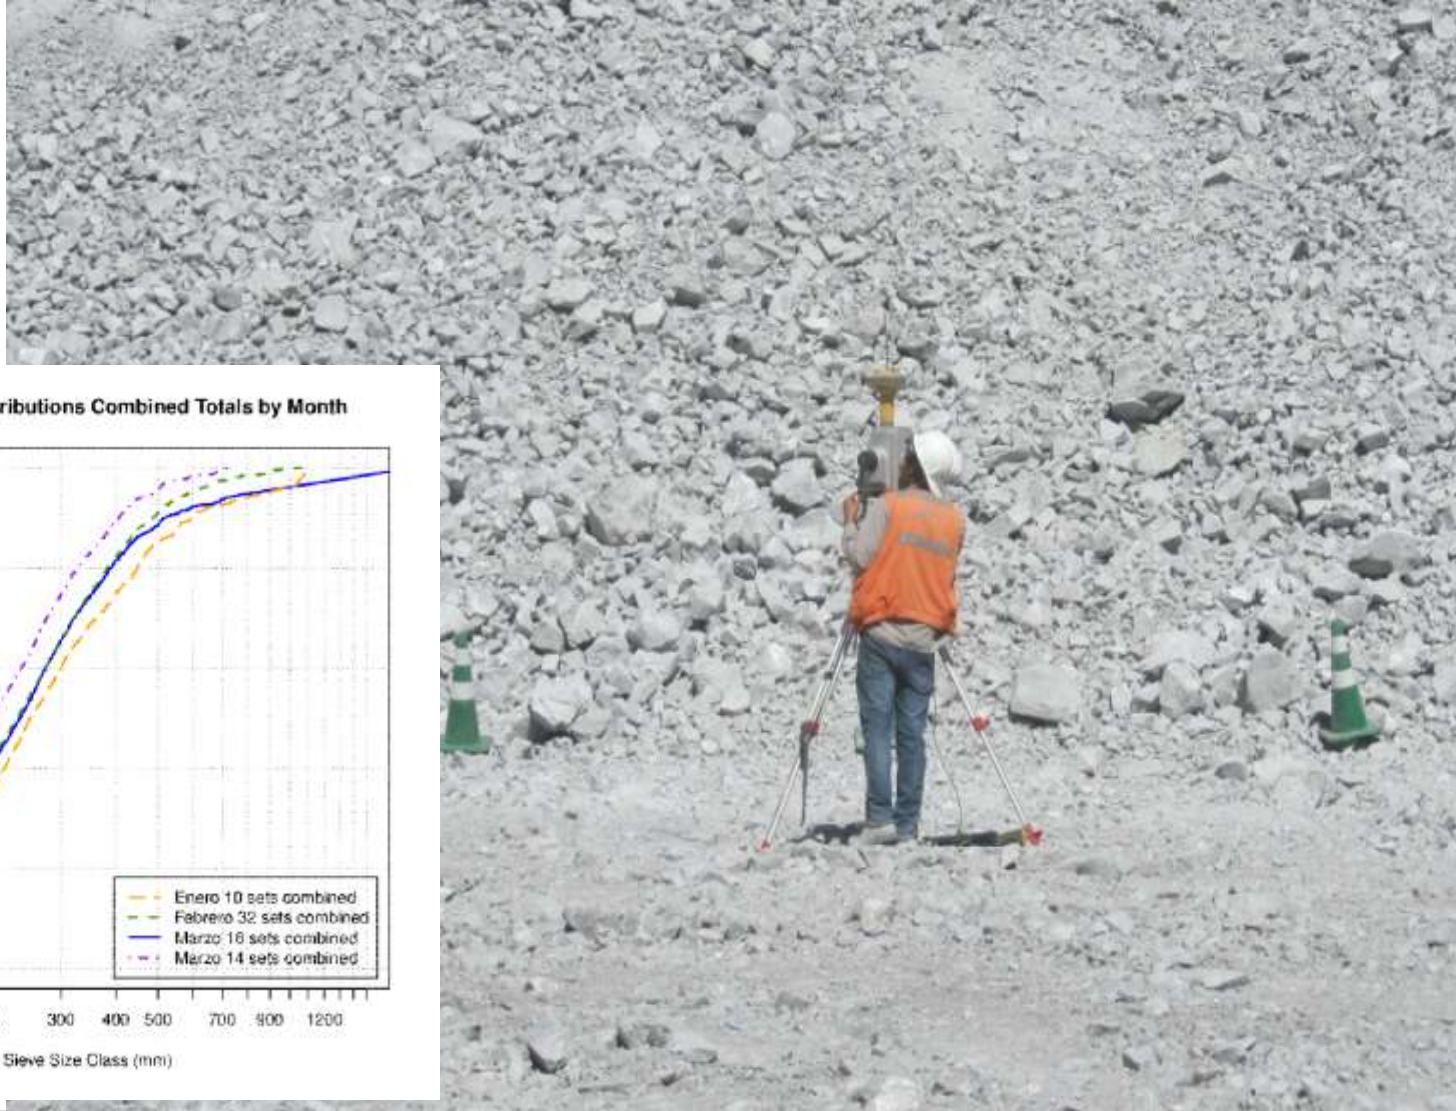 ributions Combined Totals by Month
Enero 10 sets combined
Febrero 32 sets combined
Marzo 16 sets combined
Marzo 14 sets combined
300 400 500 700 900 1200
Sieve Size Class (mm)